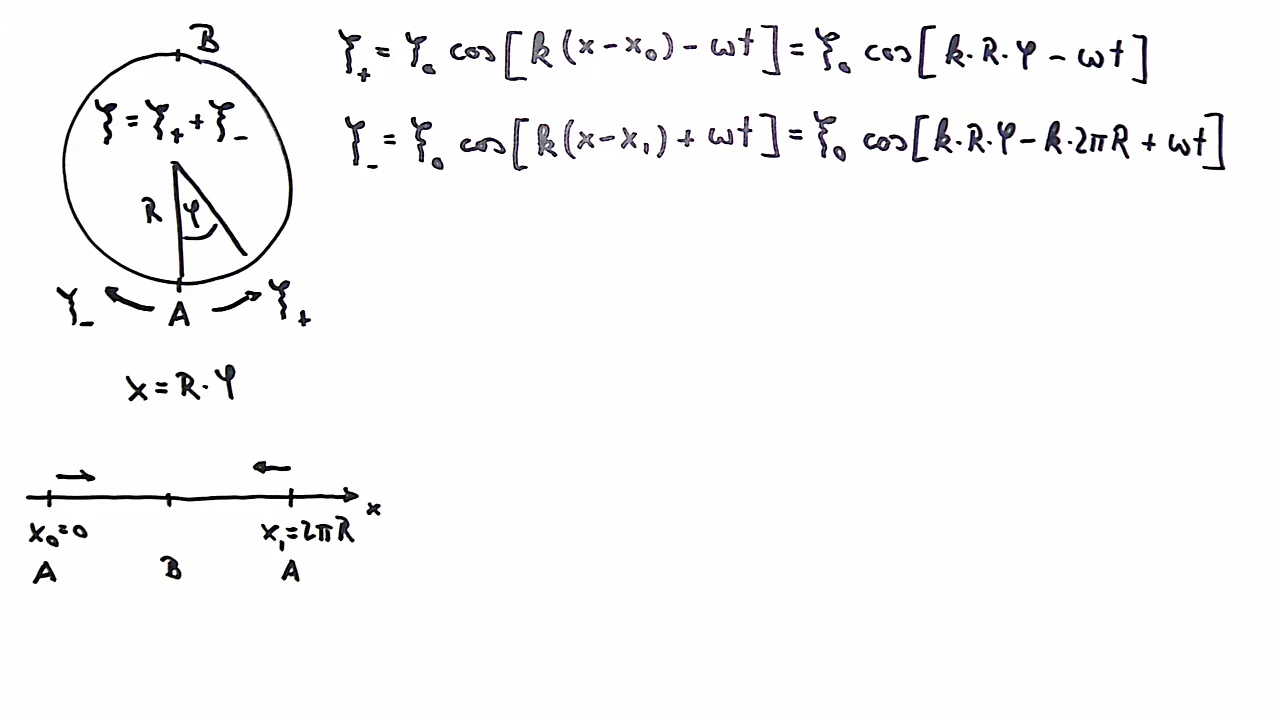 B
ξ = ξ₊ + ξ₋
R φ
ξ₋ A ξ₊
x = R · φ
x
x₀=0 x₁=2πR
A B A
ξ₊ = ξ₀ cos[k(x-x₀) - ωt] = ξ₀ cos[k·R·φ - ωt]
ξ₋ = ξ₀ cos[k(x-x₁) + ωt] = ξ₀ cos[k·R·φ - k·2πR + ωt]